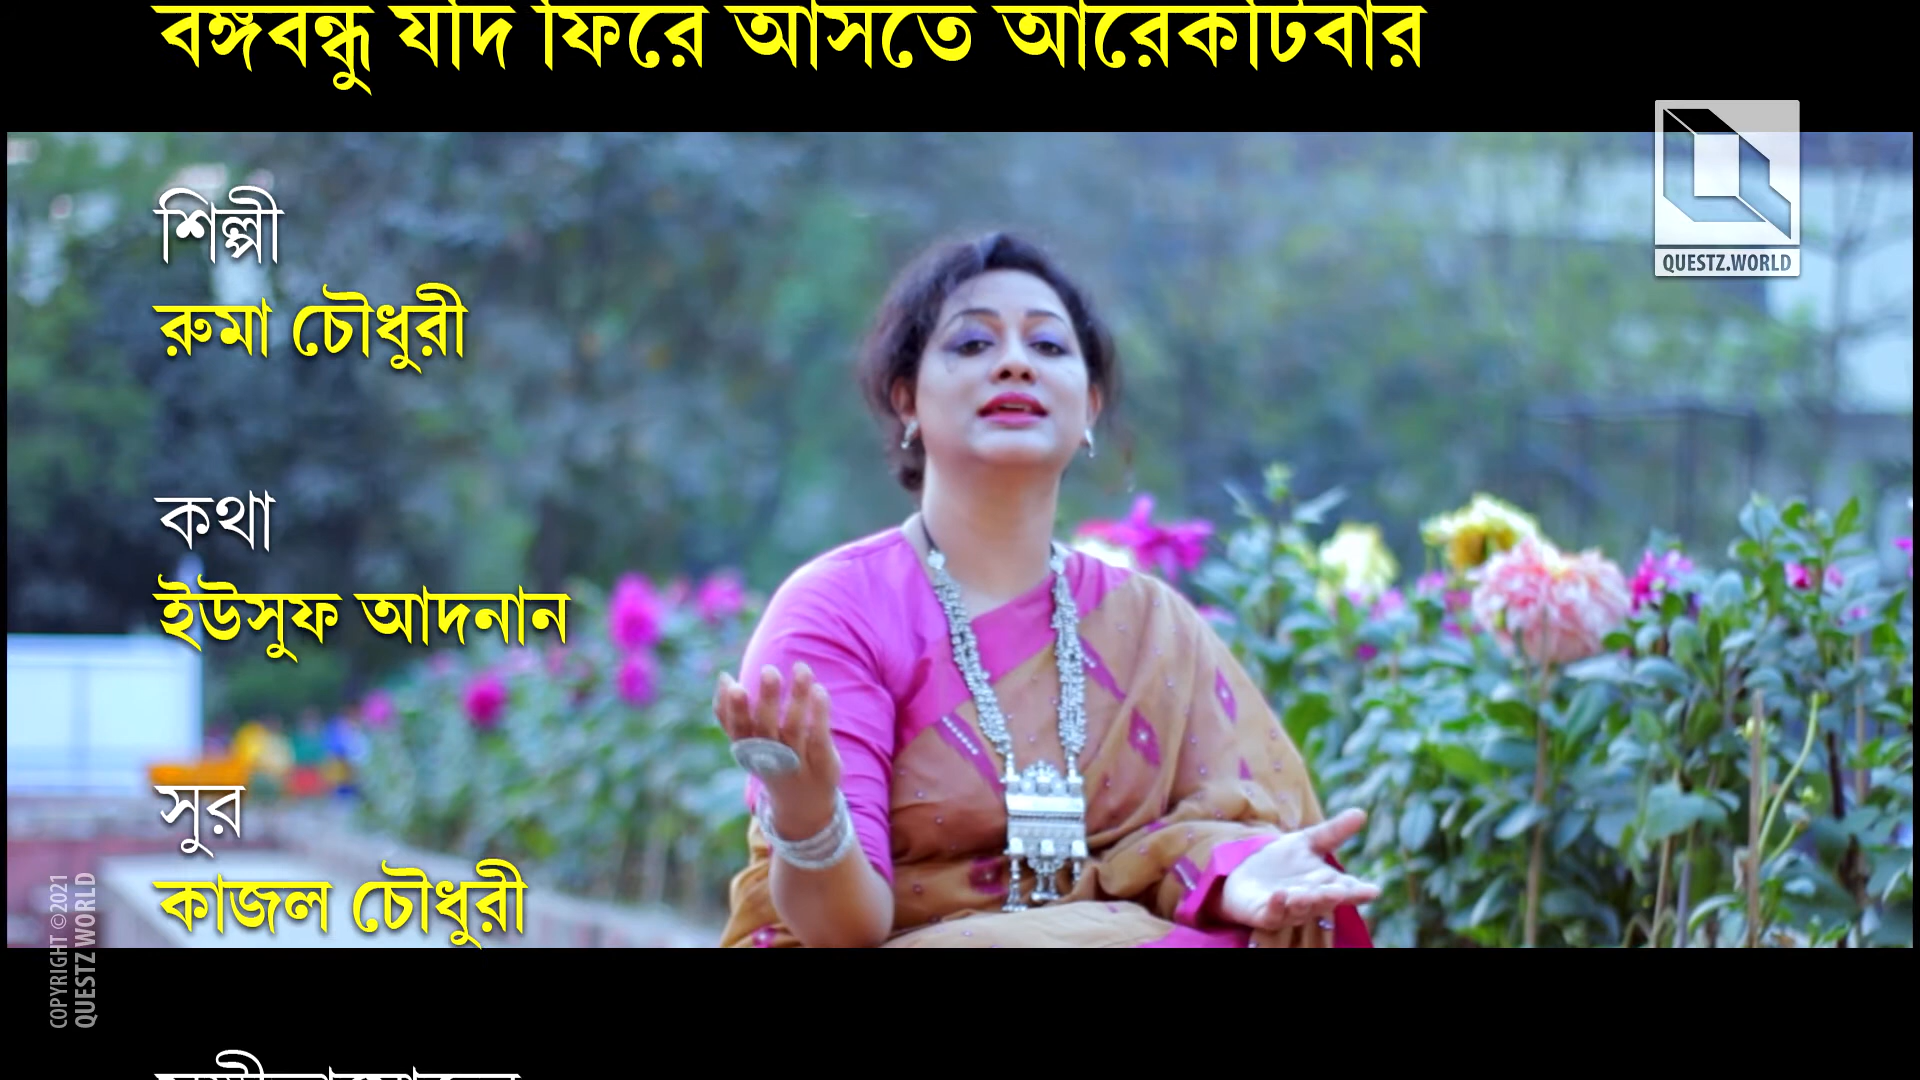 বঙ্গবন্ধু যদি ফিরে আসতে আরেকটিবার
QUESTZ.WORLD
শিল্পী
রুমা চৌধুরী
কথা
ইউসুফ আদনান
সুর
কাজল চৌধুরী
COPYRIGHT ©2021
QUESTZ.WORLD